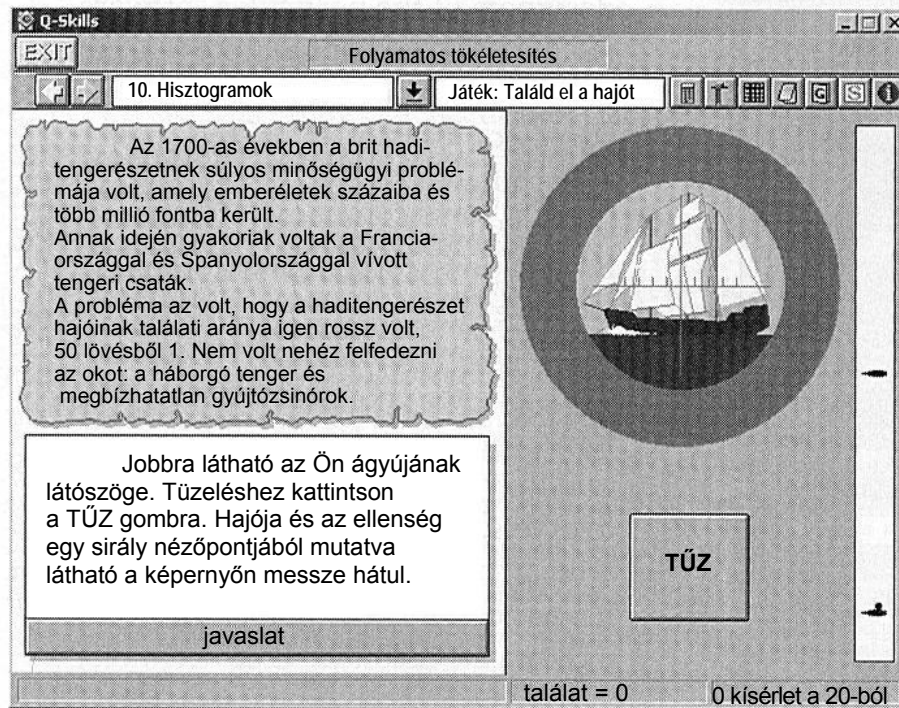 Q-Skills
EXIT
Folyamatos tökéletesítés
10. Hisztogramok
Játék: Találd el a hajót
Az 1700-as években a brit hadi-
tengerészetnek súlyos minőségügyi problé-
mája volt, amely emberéletek százaiba és
több millió fontba került.
Annak idején gyakoriak voltak a Francia-
országgal és Spanyolországgal vívott
tengeri csaták.
A probléma az volt, hogy a haditengerészet
hajóinak találati aránya igen rossz volt,
50 lövésből 1. Nem volt nehéz felfedezni
az okot: a háborgó tenger és
megbízhatatlan gyújtózsinórok.
Jobbra látható az Ön ágyújának
látószöge. Tüzeléshez kattintson
a TŰZ gombra. Hajója és az ellenség
egy sirály nézőpontjából mutatva
látható a képernyőn messze hátul.
javaslat
TŰZ
találat = 0
0 kísérlet a 20-ból